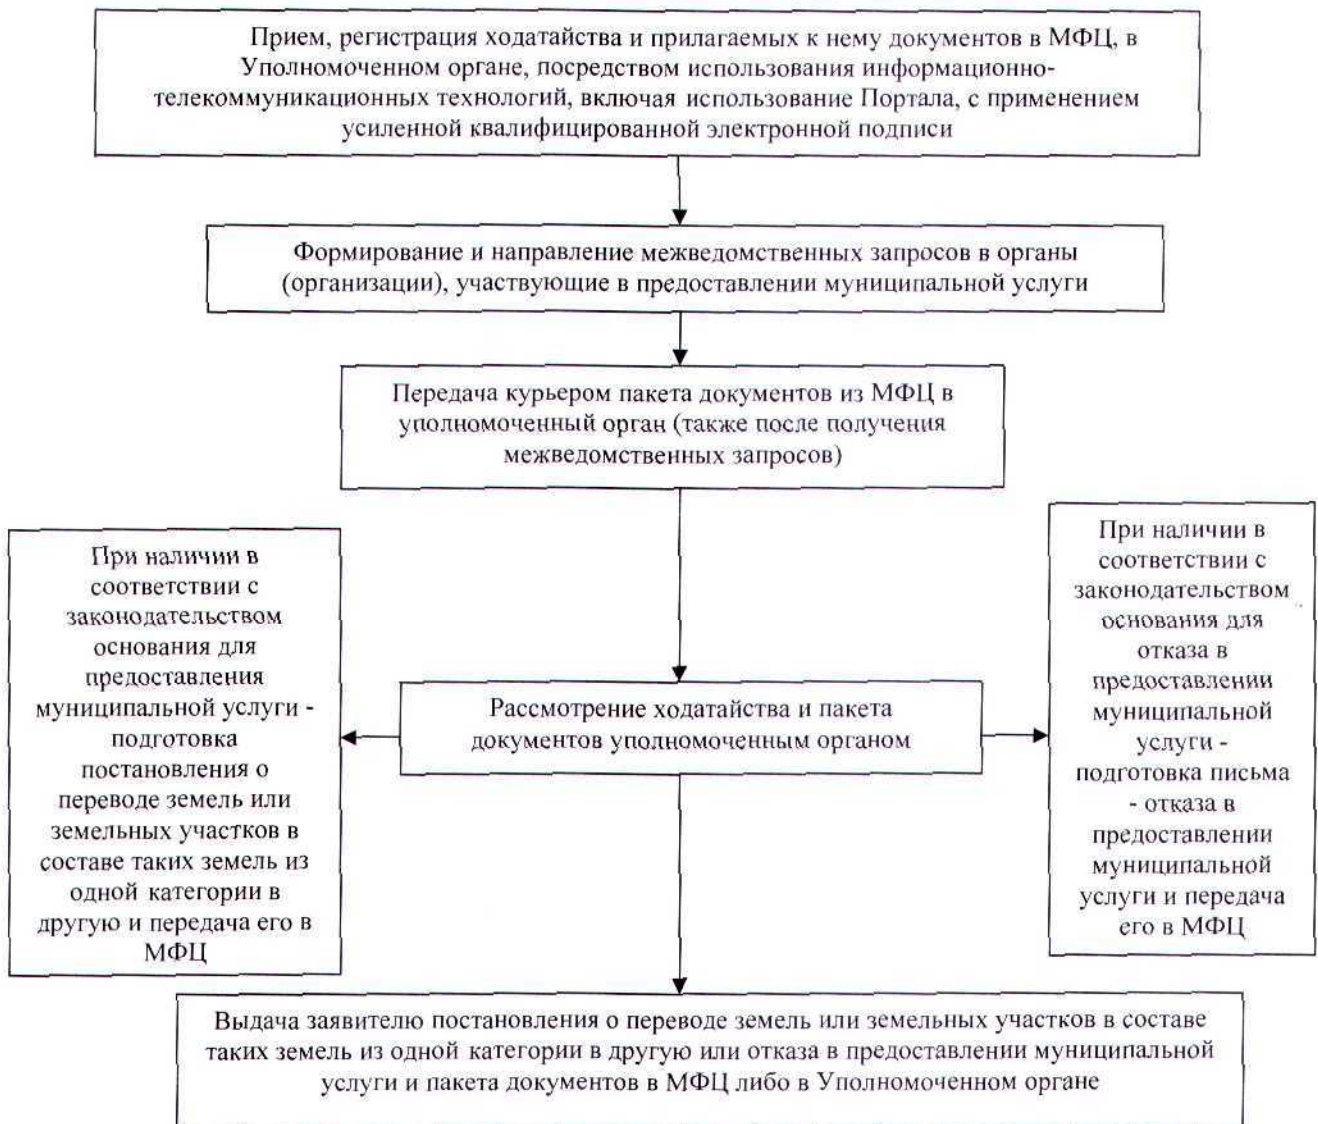 Прием, регистрация ходатайства и прилагаемых к нему документов в МФЦ, в
Уполномоченном органе, посредством использования информационно-
телекоммуникационных технологий, включая использование Портала, с применением
усиленной квалифицированной электронной подписи
Формирование и направление межведомственных запросов в органы
(организации), участвующие в предоставлении муниципальной услуги
Передача курьером пакета документов из МФЦ в
уполномоченный орган (также после получения
межведомственных запросов)
При наличии в
соответствии с
законодательством
основания для
предоставления
муниципальной услуги -
подготовка
постановления о
переводе земель или
земельных участков в
составе таких земель из
одной категории в
другую и передача его в
МФЦ
Рассмотрение ходатайства и пакета
документов уполномоченным органом
При наличии в
соответствии с
законодательством
основания для
отказа в
предоставлении
муниципальной
услуги -
подготовка письма
- отказа в
предоставлении
муниципальной
услуги и передача
его в МФЦ
Выдача заявителю постановления о переводе земель или земельных участков в составе
таких земель из одной категории в другую или отказа в предоставлении муниципальной
услуги и пакета документов в МФЦ либо в Уполномоченном органе